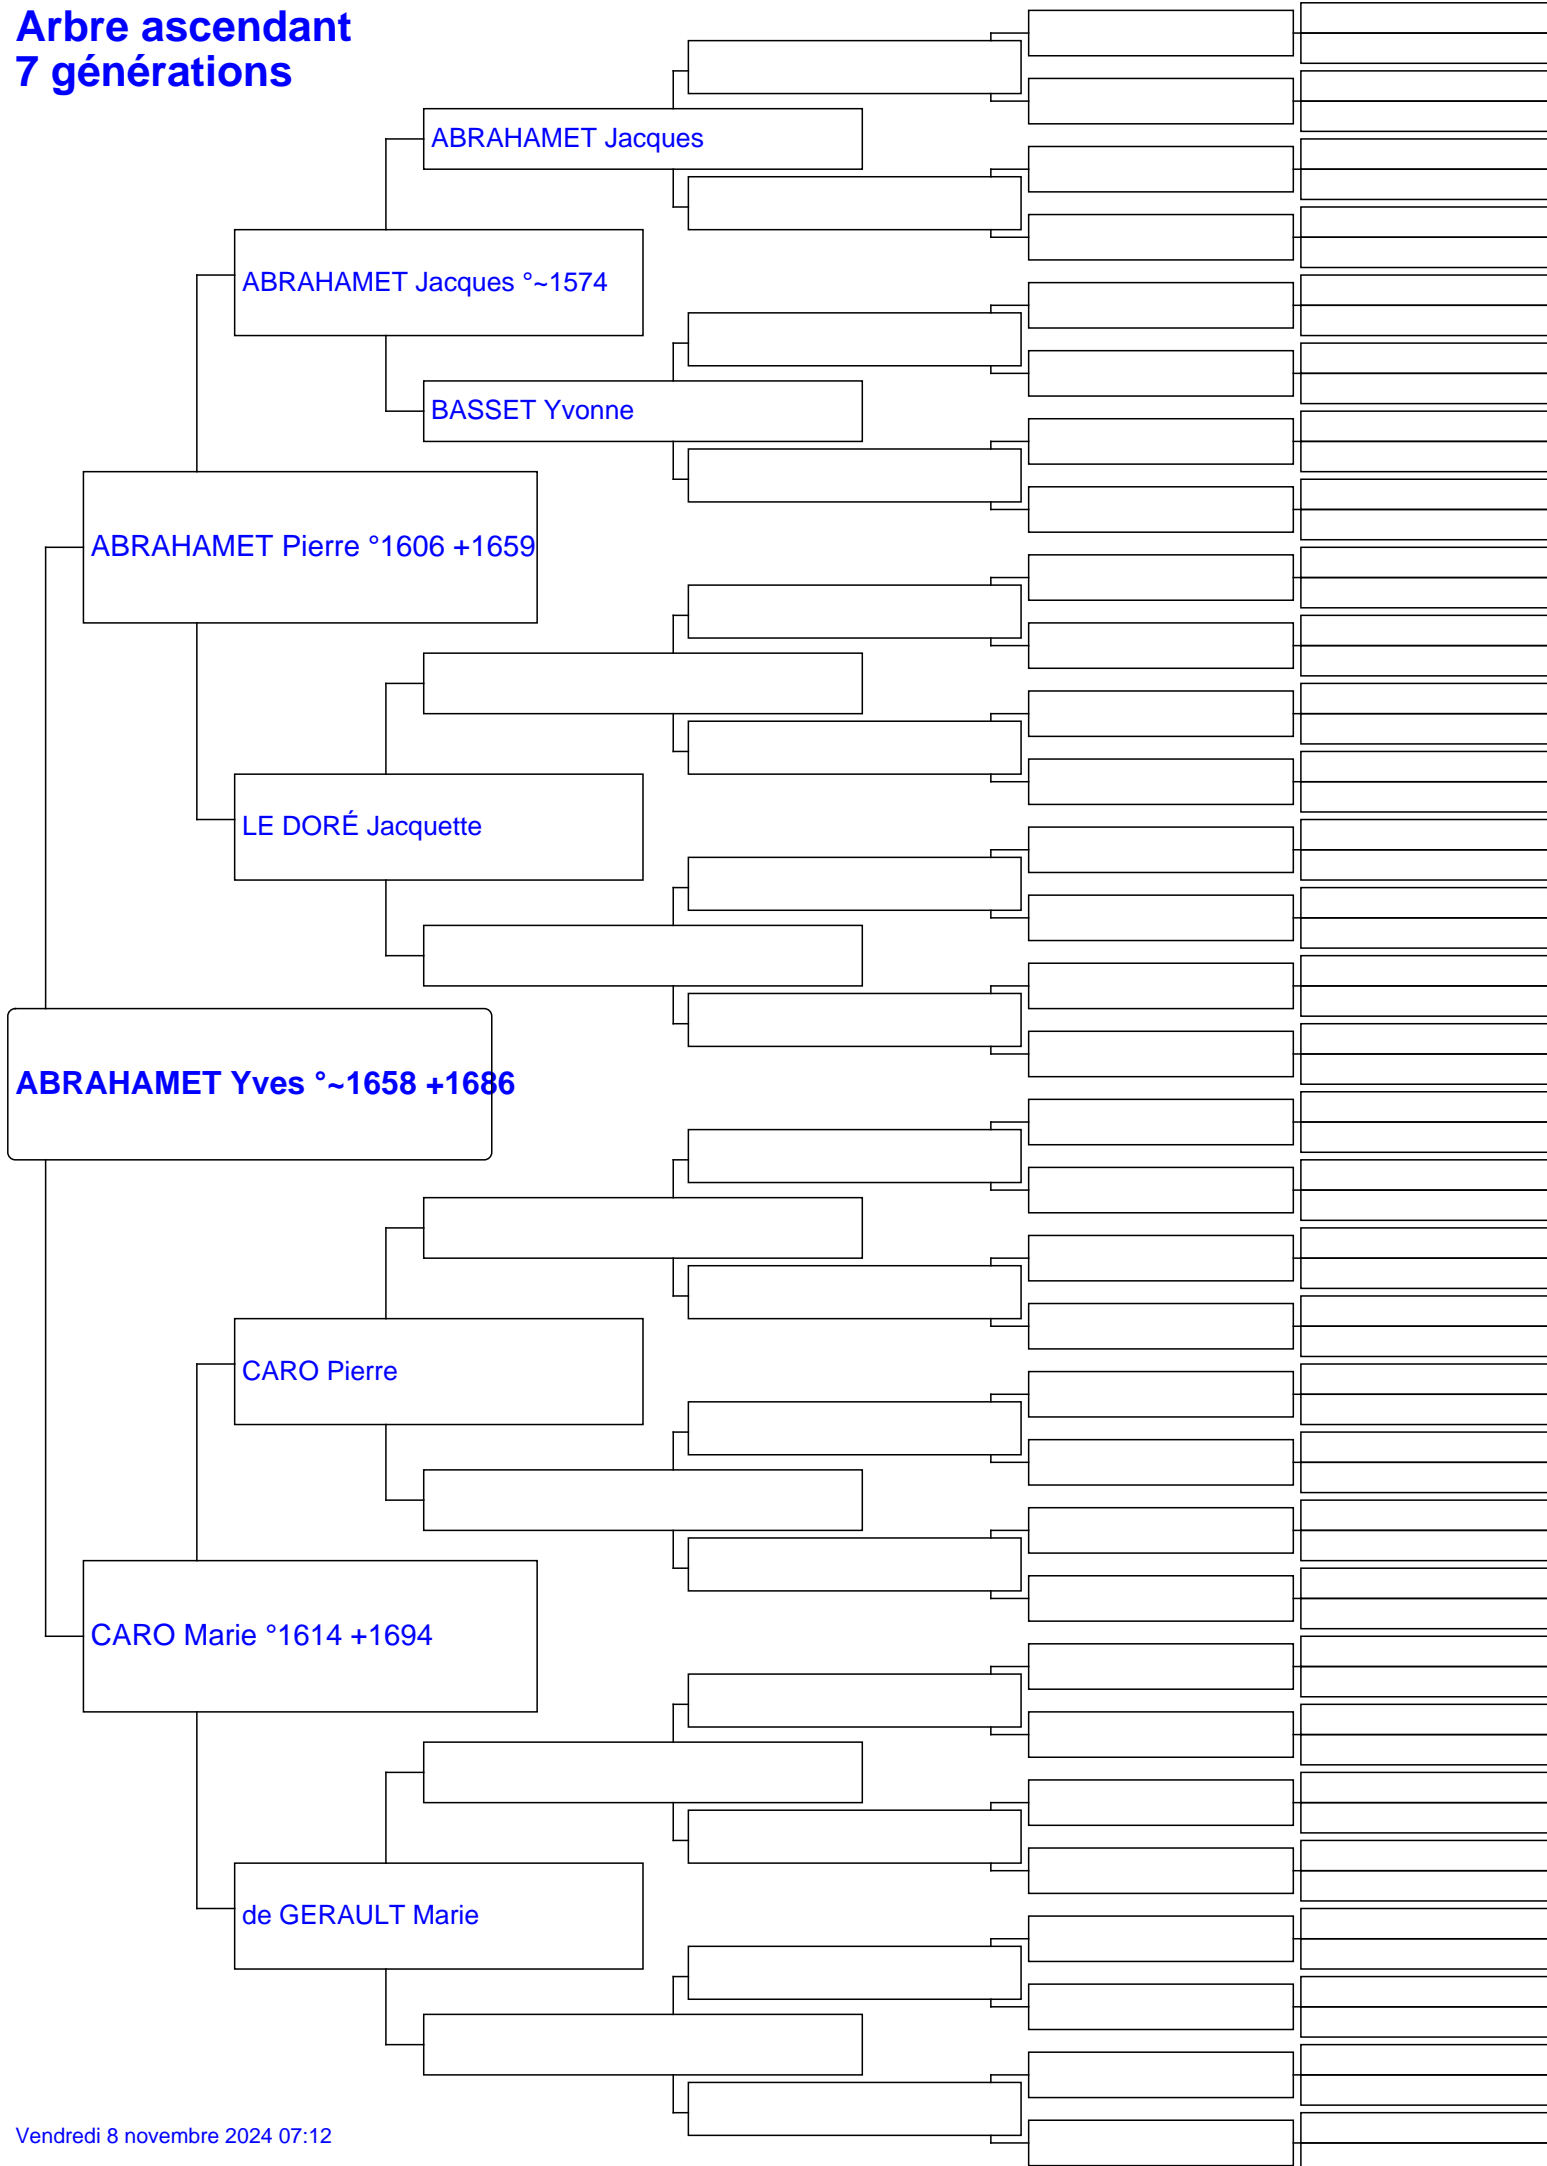 Arbre ascendant
7 générations
ABRAHAMET Jacques
ABRAHAMET Jacques °~1574
BASSET Yvonne
ABRAHAMET Pierre °1606 +1659
LE DORÉ Jacquette
ABRAHAMET Yves °~1658 +1686
CARO Pierre
CARO Marie °1614 +1694
de GERAULT Marie
Vendredi 8 novembre 2024 07:12